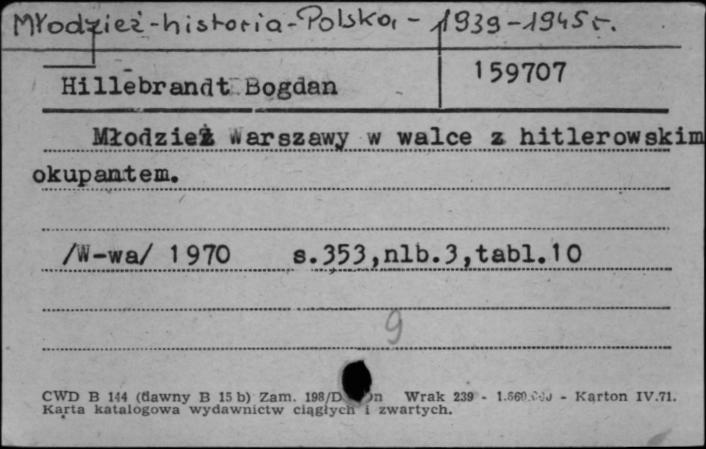 Młodzież-historia-Polska, - 1939-1945 r.
Hillebrandt Bogdan 159707
Młodzież Warszawy w walce z hitlerowskim
okupantem.
/W-wa/ 1970 s.353,nlb.3,tabl.10
9
CWD B 144 (dawny B 15 b) Zam. Wrak 239 - - Karton IV.71.
Karta katalogowa wydawnictw ciągłych i zwartych.